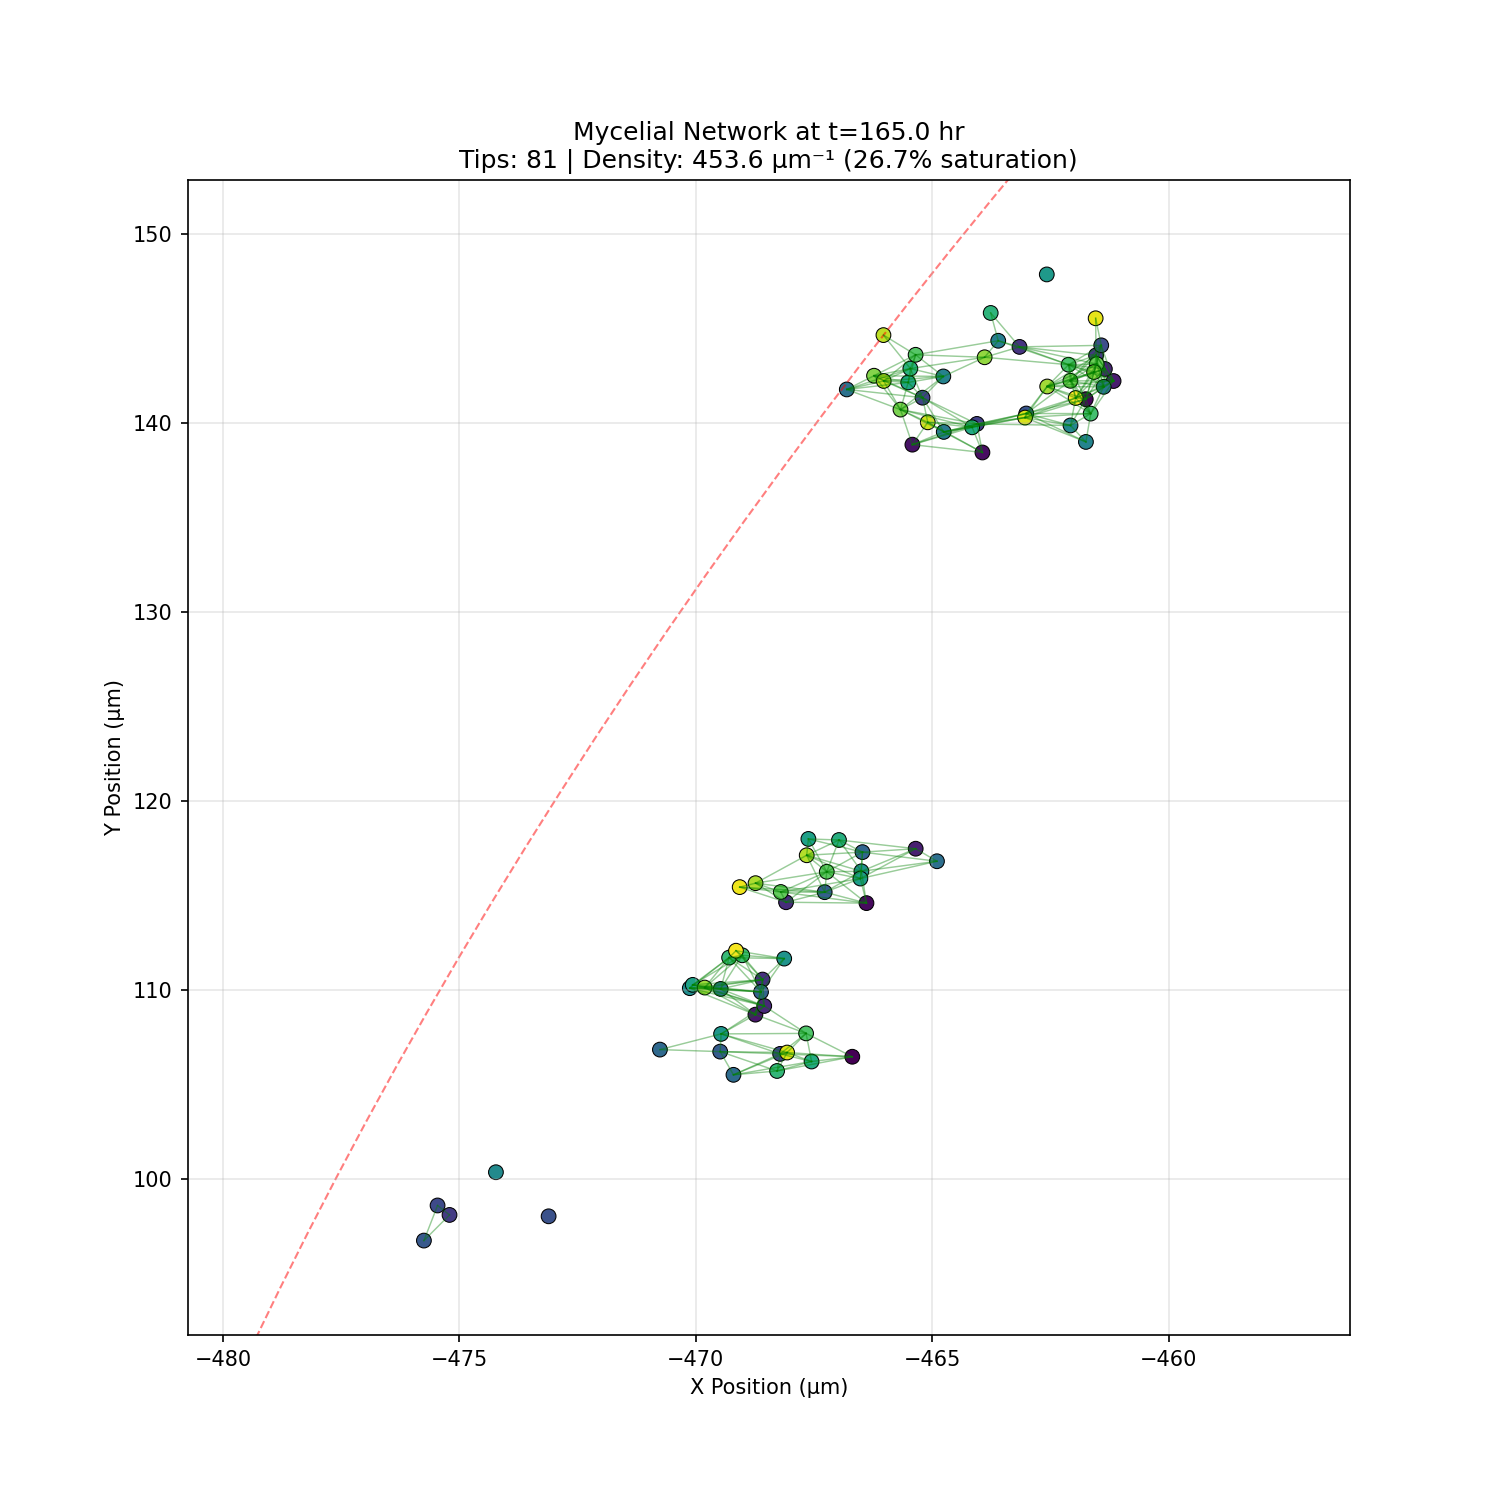 Mycelial Network at t=165.0 hr
Tips: 81 | Density: 453.6 μm⁻¹ (26.7% saturation)
150
140
130
120
110
100
Y Position (μm)
−480
−475
−470
−465
−460
X Position (μm)